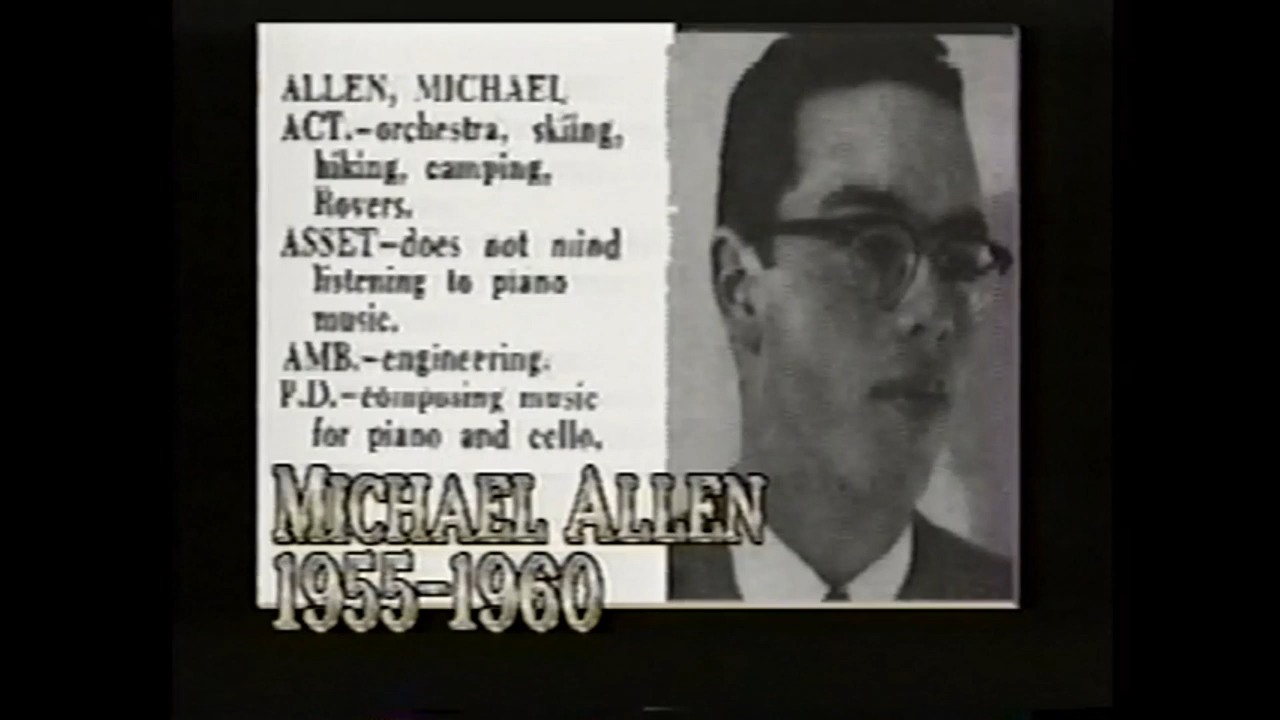 ALLEN, MICHAEL
ACT.-orchestra, skiing,
hiking, camping,
Rovers.
ASSET-does not mind
listening to piano
music.
AMB.-engineering.
F.D.-composing music
for piano and cello.
MICHAEL ALLEN
1955-1960